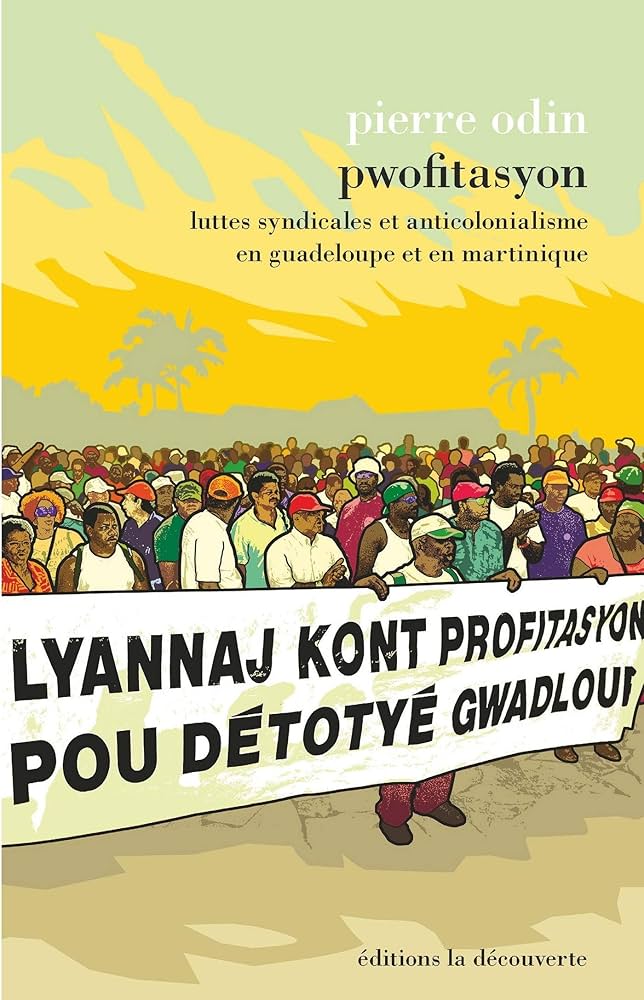 pierre odin
pwofitasyon
luttes syndicales et anticolonialisme
en guadeloupe et en martinique
LYANNAJ KONT PROFITASYON
POU DÉTOTYÉ GWADLOUP
éditions la découverte